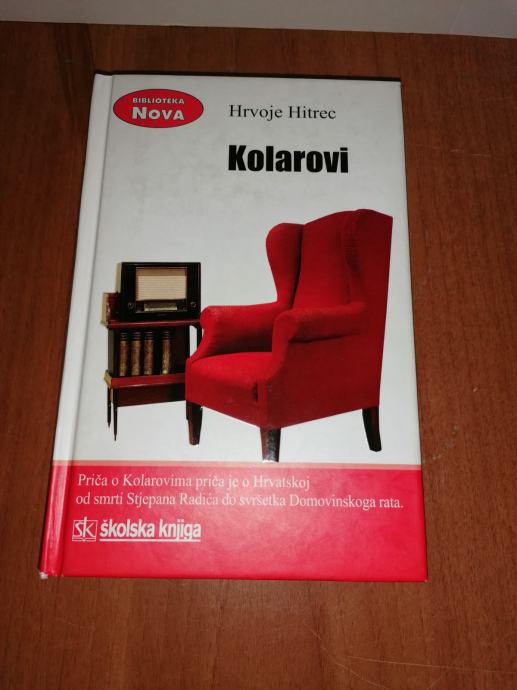 BIBLIOTEKA
NOVA
Hrvoje Hitrec
Kolarovi
Priča o Kolarovima priča je o Hrvatskoj
od smrti Stjepana Radića do svršetka Domovinskoga rata.
ŠK školska knjiga